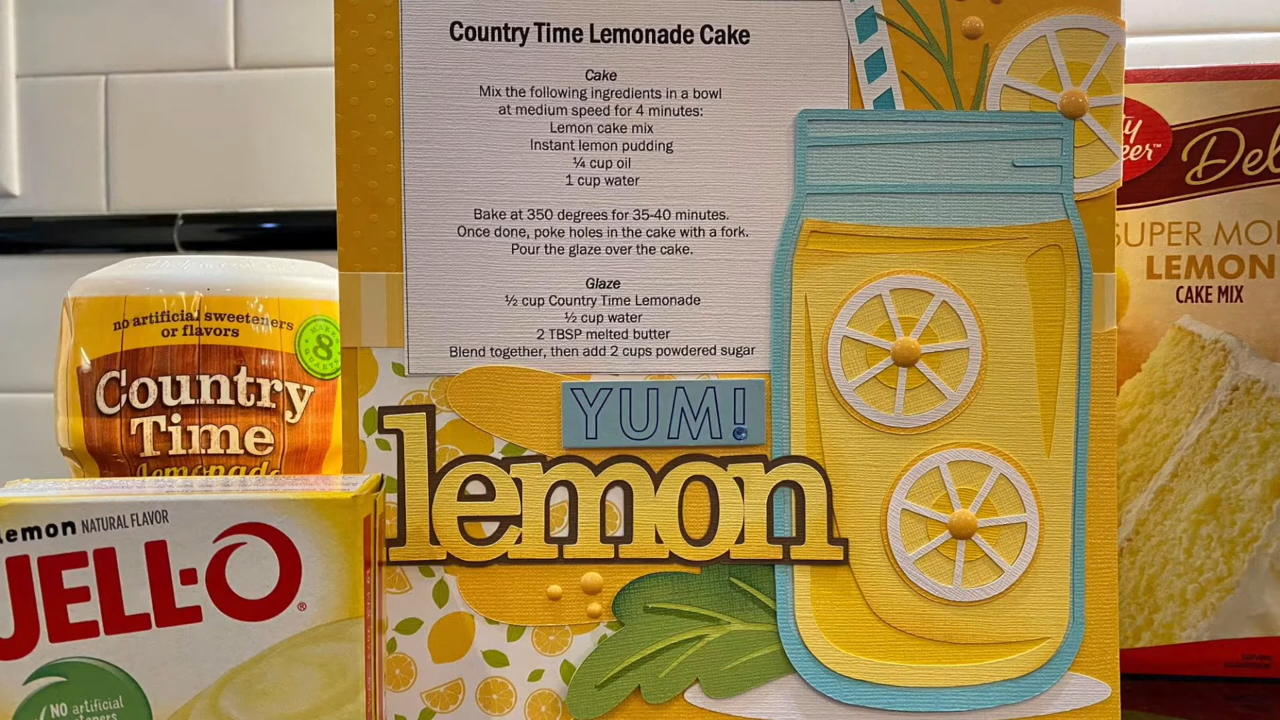 Country Time Lemonade Cake
Cake
Mix the following ingredients in a bowl
at medium speed for 4 minutes:
Lemon cake mix
Instant lemon pudding
¼ cup oil
1 cup water
Bake at 350 degrees for 35-40 minutes.
Once done, poke holes in the cake with a fork.
Pour the glaze over the cake.
Glaze
½ cup Country Time Lemonade
½ cup water
2 TBSP melted butter
Blend together, then add 2 cups powdered sugar
YUM!
lemon
no artificial sweeteners
or flavors
MAKES
8
QUARTS
Country
Time
lemonade
lemon NATURAL FLAVOR
JELL-O®
NO artificial
LEMON
CAKE MIX